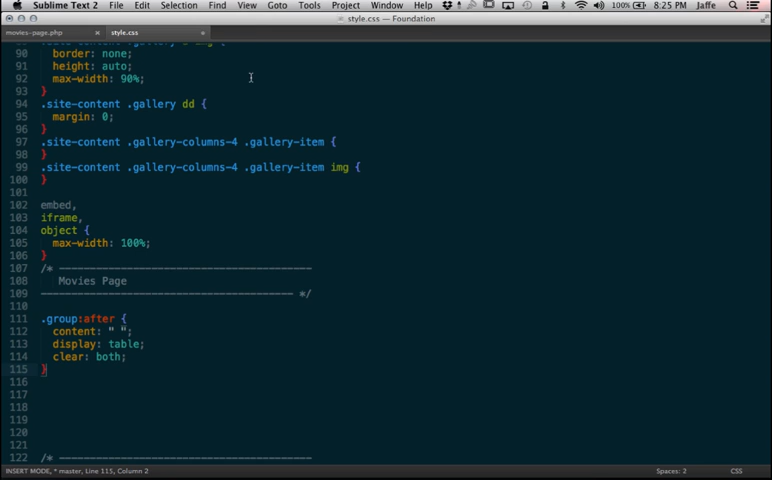 Sublime Text 2 File Edit Selection Find View Goto Tools Project Window Help 100% 8:25 PM Jaffe
style.css — Foundation
movies-page.php × style.css
90 border: none;
91 height: auto;
92 max-width: 90%;
93 }
94 .site-content .gallery dd {
95 margin: 0;
96 }
97 .site-content .gallery-columns-4 .gallery-item {
98 }
99 .site-content .gallery-columns-4 .gallery-item img {
100 }
101
102 embed,
103 iframe,
104 object {
105 max-width: 100%;
106 }
107 /* ----------------------------------------
108 Movies Page
109 ---------------------------------------- */
110
111 .group:after {
112 content: " ";
113 display: table;
114 clear: both;
115 }
116
117
118
119
120
121
122 /* ----------------------------------------
INSERT MODE, * master, Line 115, Column 2 Spaces: 2 CSS